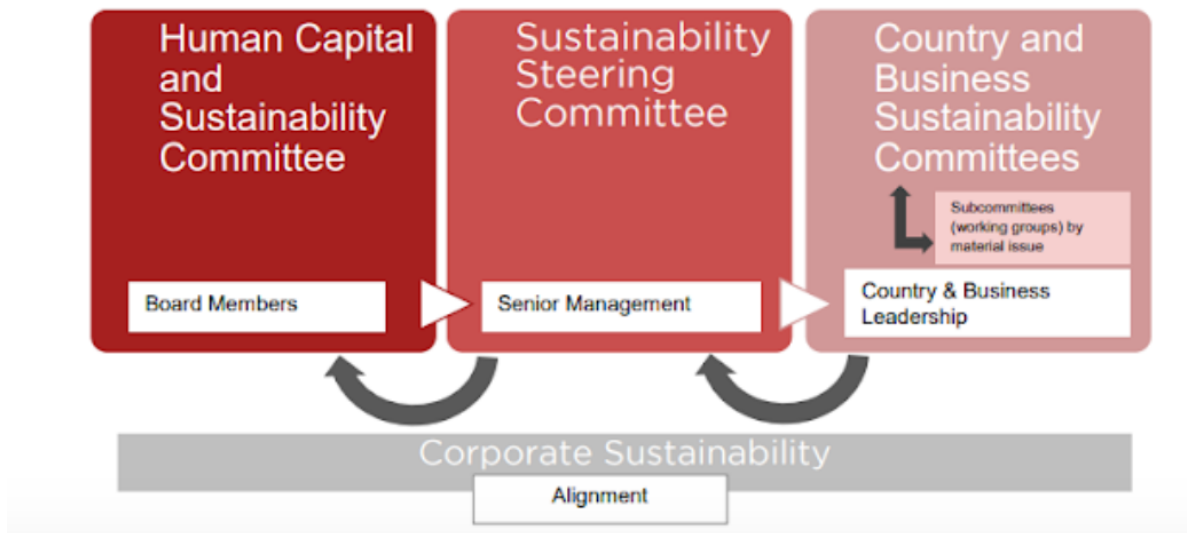 Human Capital
and
Sustainability
Committee
Board Members
Sustainability
Steering
Committee
Senior Management
Country and
Business
Sustainability
Committees
Subcommittees
(working groups) by
material issue
Country & Business
Leadership
Corporate Sustainability
Alignment